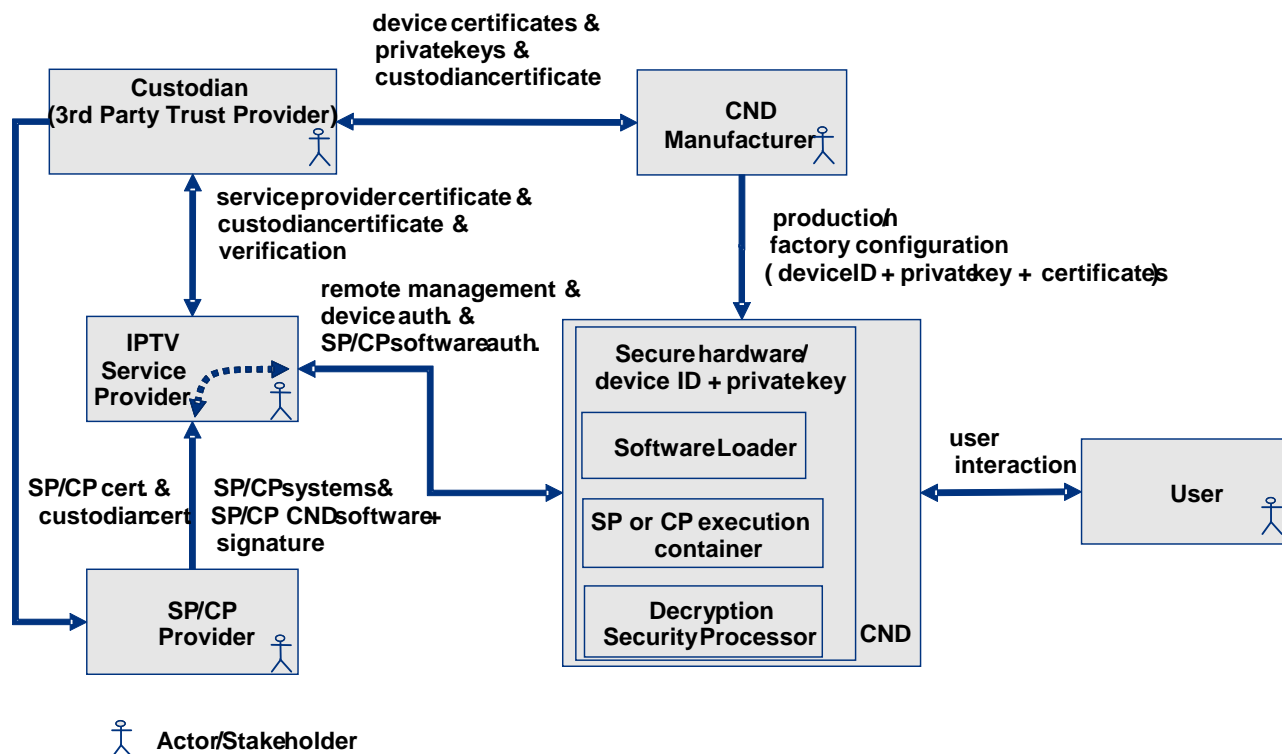 device certificates &
privatekeys &
custodiancertificate
Custodian
(3rd Party Trust Provider)
CND
Manufacturer
serviceprovidercertificate &
custodiancertificate &
verification
production/
factory configuration
( deviceID + privatekey + certificates)
remote management &
device auth. &
SP/CPsoftwareauth.
IPTV
Service
Provider
Securehardware/
device ID + privatekey
SoftwareLoader
SP or CP execution
container
Decryption
SecurityProcessor
CND
user
interaction
User
SP/CP cert. &
custodiancert
SP/CPsystems&
SP/CP CNDsoftware+
signature
SP/CP
Provider
Actor/Stakeholder